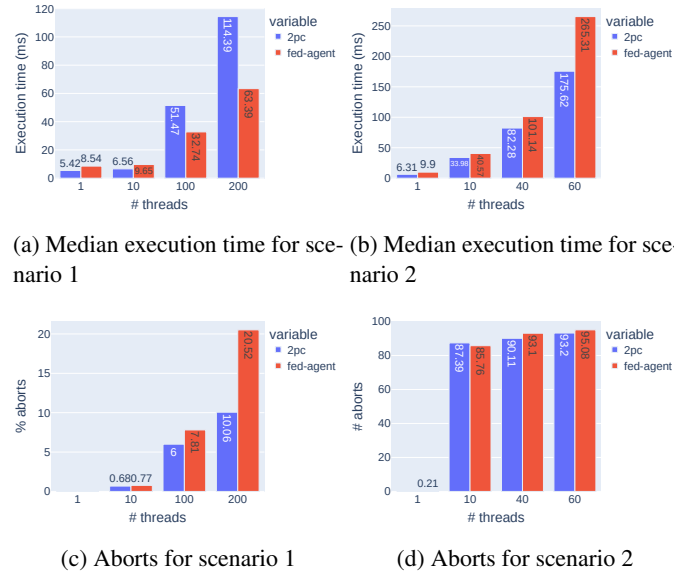 120
100
80
60
40
20
0
Execution time (ms)
5.42
8.54
6.56
9.65
51.47
32.74
114.39
63.39
1
10
100
200
# threads
variable
2pc
fed-agent
250
200
150
100
50
0
Execution time (ms)
6.31
9.9
33.98
40.57
82.28
101.14
175.62
265.31
1
10
40
60
# threads
variable
2pc
fed-agent
(a) Median execution time for sce-
nario 1
(b) Median execution time for sce-
nario 2
20
15
10
5
0
% aborts
0.68
0.77
6
7.81
10.06
20.52
1
10
100
200
# threads
variable
2pc
fed-agent
100
80
60
40
20
0
# aborts
0.21
87.39
85.76
90.11
93.1
93.2
95.08
1
10
40
60
# threads
variable
2pc
fed-agent
(c) Aborts for scenario 1
(d) Aborts for scenario 2